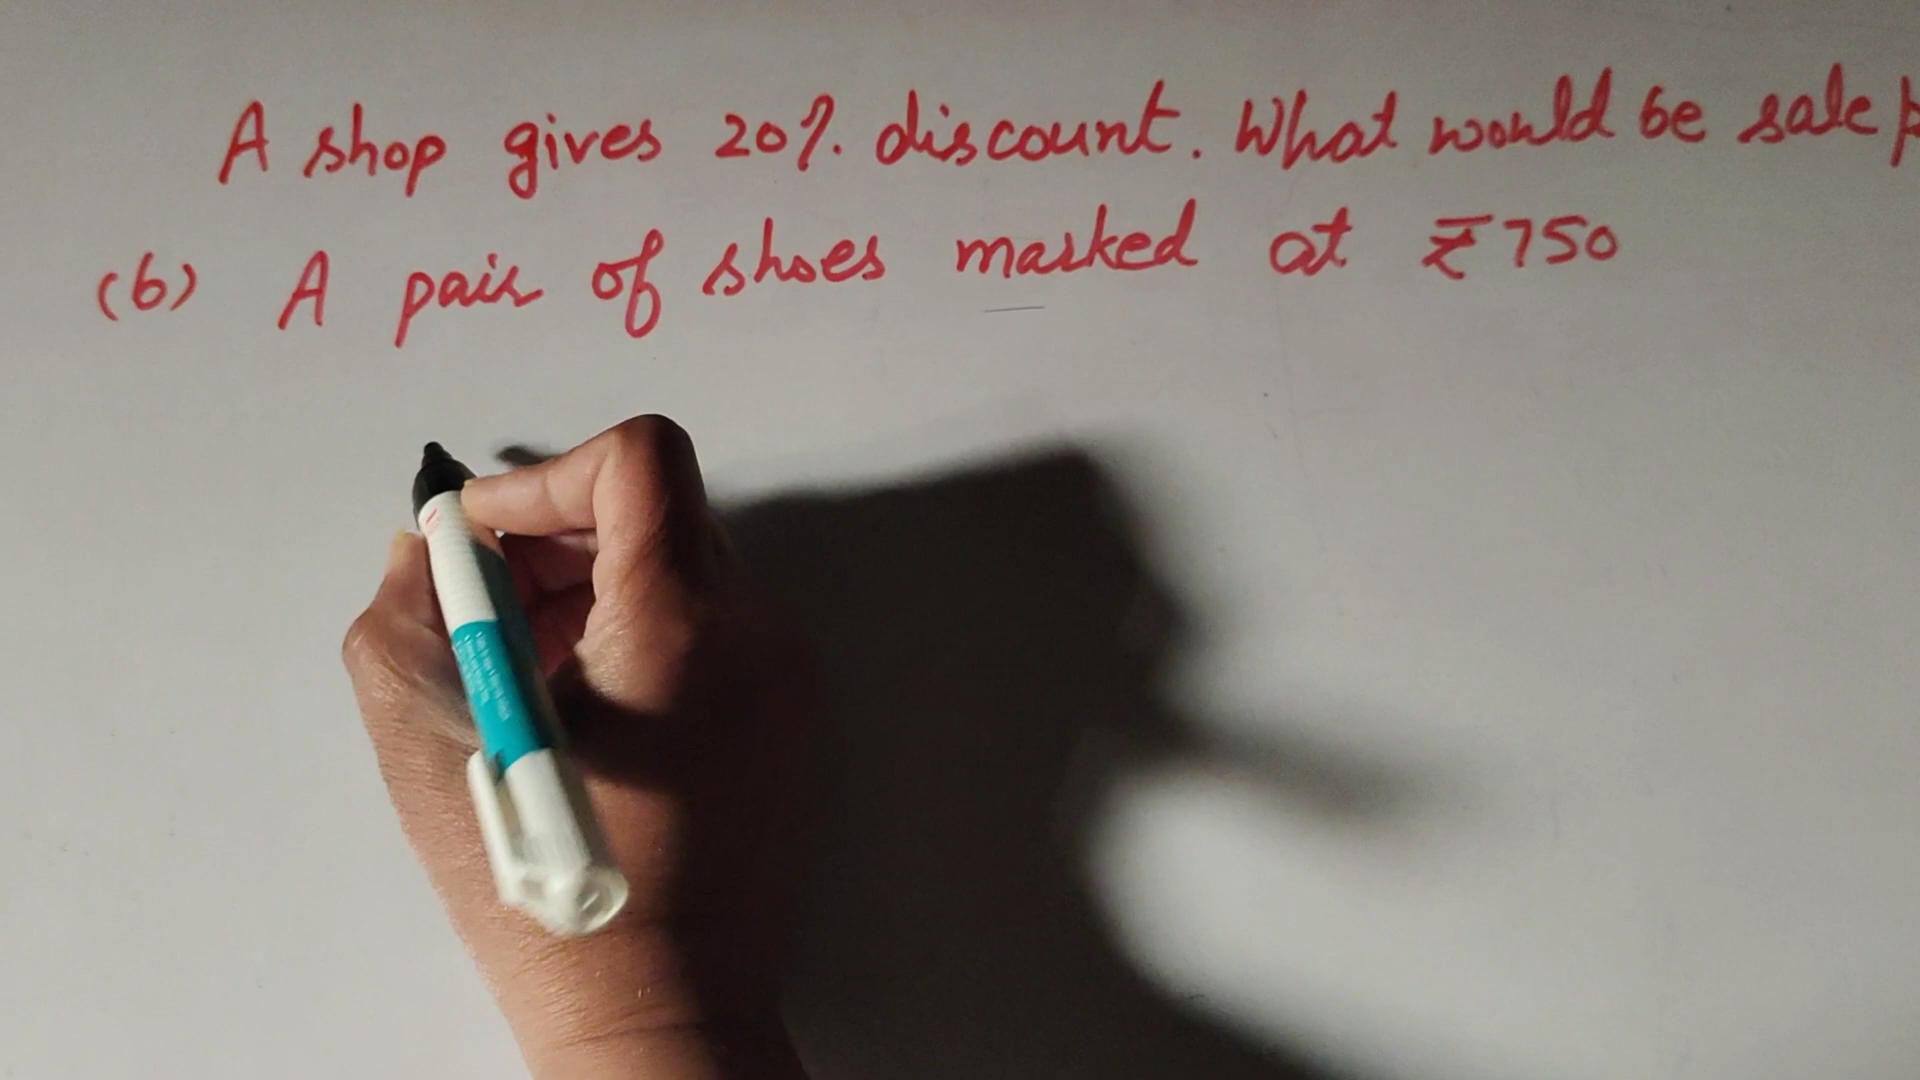 A shop gives 20% discount. What would be sale
(b) A pair of shoes marked at ₹750